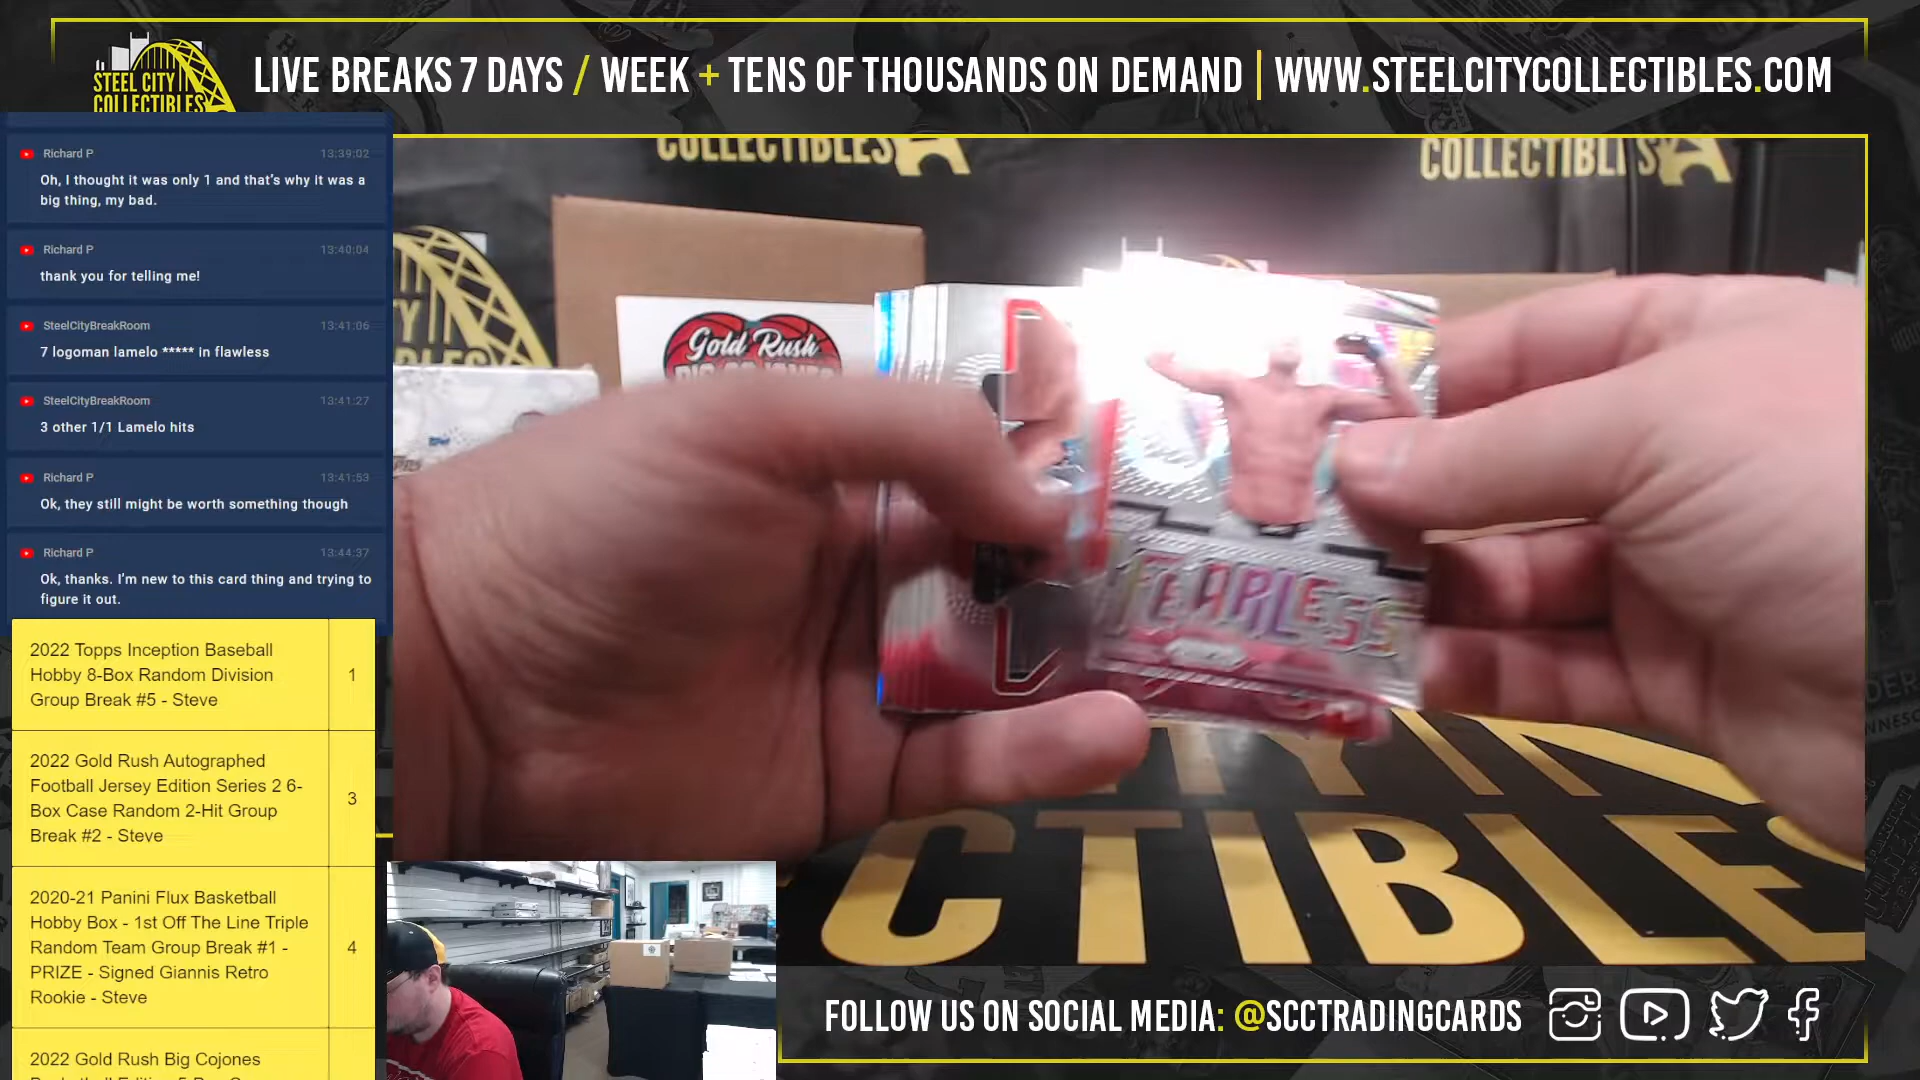 STEEL CITY
COLLECTIBLES
LIVE BREAKS 7 DAYS / WEEK + TENS OF THOUSANDS ON DEMAND | WWW.STEELCITYCOLLECTIBLES.COM
Richard P 13:39:02
Oh, I thought it was only 1 and that's why it was a
big thing, my bad.
Richard P 13:40:04
thank you for telling me!
SteelCityBreakRoom 13:41:06
7 logoman lamelo ***** in flawless
SteelCityBreakRoom 13:41:27
3 other 1/1 Lamelo hits
Richard P 13:41:53
Ok, they still might be worth something though
Richard P 13:44:37
Ok, thanks. I'm new to this card thing and trying to
figure it out.
2022 Topps Inception Baseball
Hobby 8-Box Random Division 1
Group Break #5 - Steve
2022 Gold Rush Autographed
Football Jersey Edition Series 2 6-
Box Case Random 2-Hit Group 3
Break #2 - Steve
2020-21 Panini Flux Basketball
Hobby Box - 1st Off The Line Triple
Random Team Group Break #1 - 4
PRIZE - Signed Giannis Retro
Rookie - Steve
2022 Gold Rush Big Cojones
COLLECTIBLES
COLLECTIBLES
Gold Rush
FEARLESS
CTIBLE
FOLLOW US ON SOCIAL MEDIA: @SCCTRADINGCARDS